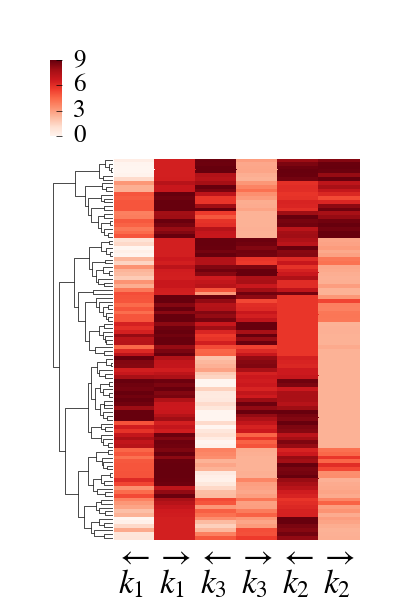 9
6
3
0
← → ← → ← →
k₁ k₁ k₃ k₃ k₂ k₂